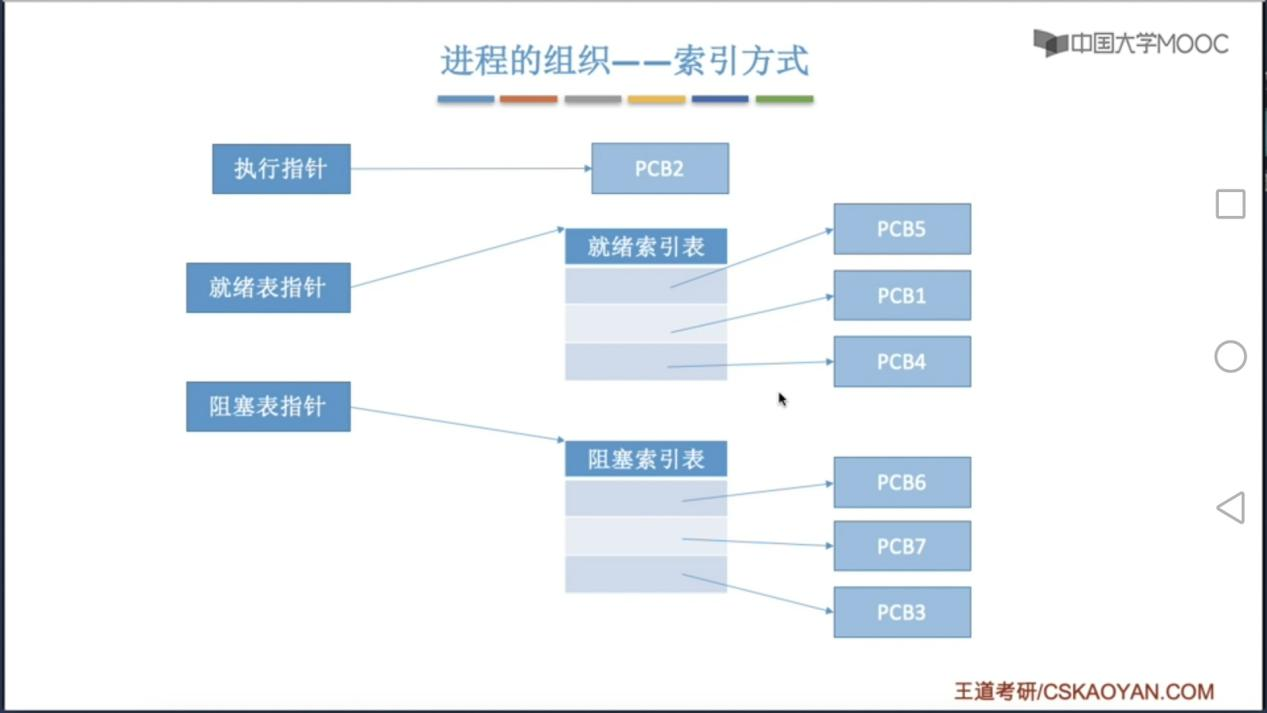 中国大学MOOC
进程的组织——索引方式
执行指针
PCB2
就绪表指针
就绪索引表
PCB5
PCB1
PCB4
阻塞表指针
阻塞索引表
PCB6
PCB7
PCB3
王道考研/CSKAOYAN.COM